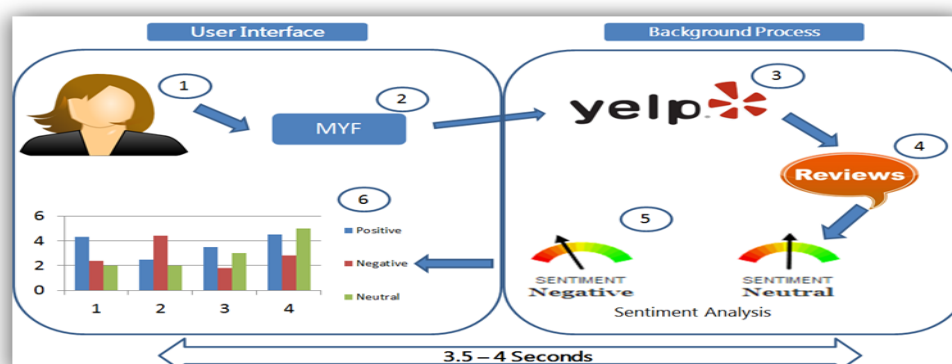 User Interface
Background Process
1
2
3
MYF
yelp
4
Reviews
6
5
6
4
2
0
1
2
3
4
Positive
Negative
Neutral
SENTIMENT
Negative
SENTIMENT
Neutral
Sentiment Analysis
3.5 – 4 Seconds